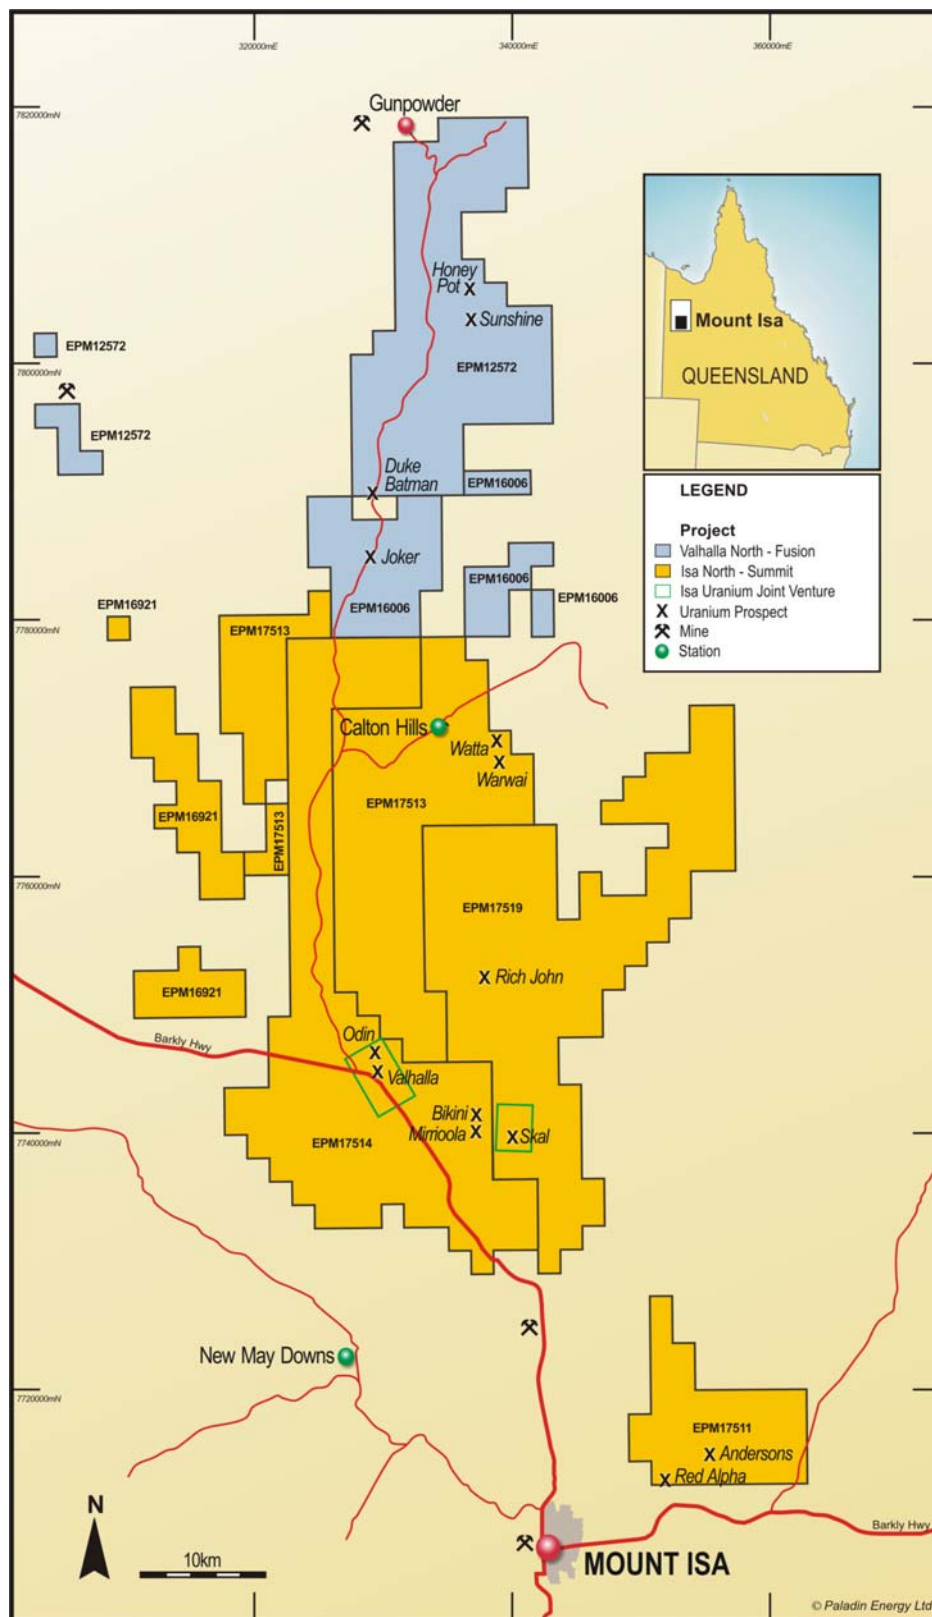 320000mE
340000mE
360000mE
7820000mN
Gunpowder
Honey
Pot
X
X Sunshine
EPM12572
EPM12572
7800000mN
EPM12572
Mount Isa
QUEENSLAND
Duke
Batman
X
EPM16006
LEGEND
Project
Valhalla North - Fusion
Isa North - Summit
Isa Uranium Joint Venture
X Uranium Prospect
Mine
Station
X Joker
EPM16006
EPM16006
EPM16006
EPM16921
7780000mN
EPM17513
Calton Hills
Watta X
X
Warwai
EPM17513
EPM16921
EPM17513
7760000mN
EPM17519
X Rich John
EPM16921
Barkly Hwy
Odin
X
X
Valhalla
Bikini X
Mirrioola X
X Skal
7740000mN
EPM17514
New May Downs
7720000mN
EPM17511
X Andersons
X Red Alpha
N
10km
Barkly Hwy
MOUNT ISA
© Paladin Energy Ltd